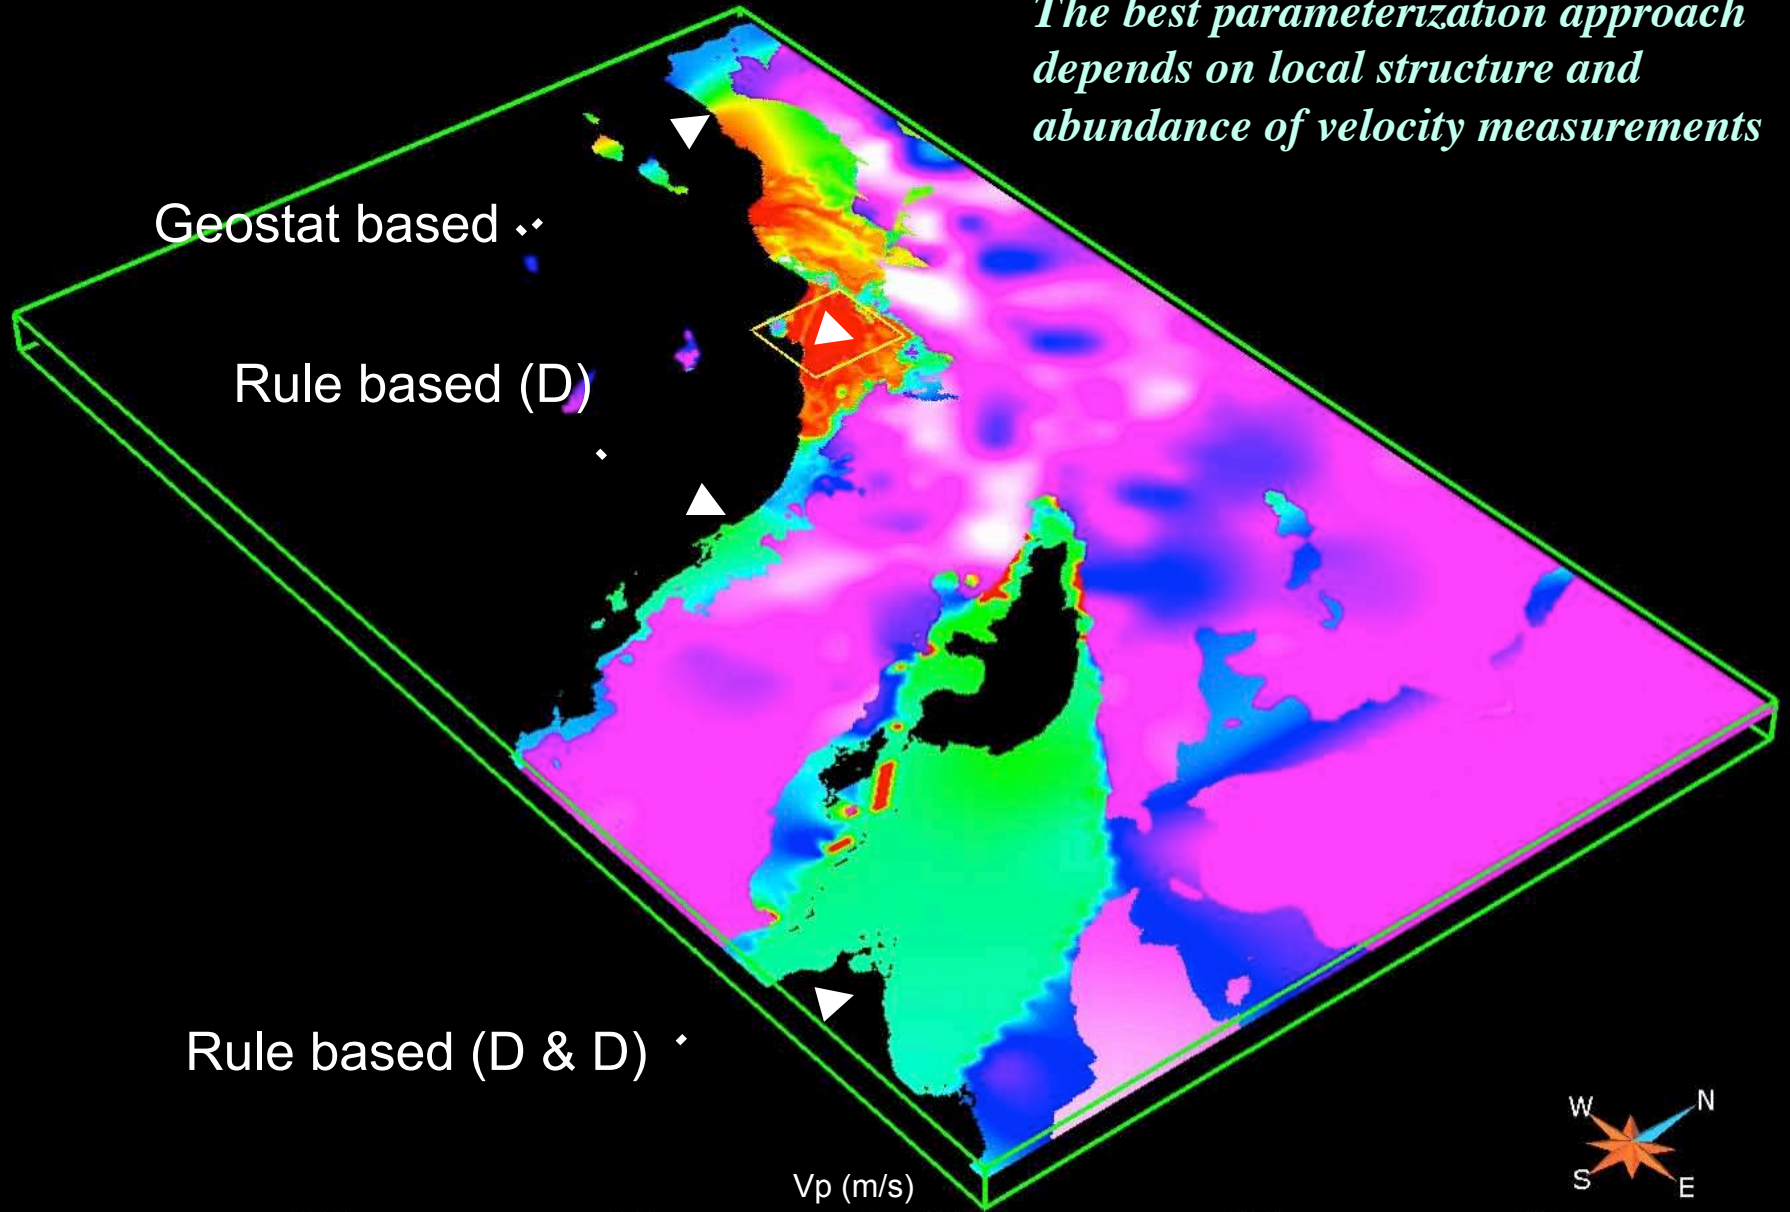 The best parameterization approach
depends on local structure and
abundance of velocity measurements
Geostat based
Rule based (D)
Rule based (D & D)
Vp (m/s)
W N
S E